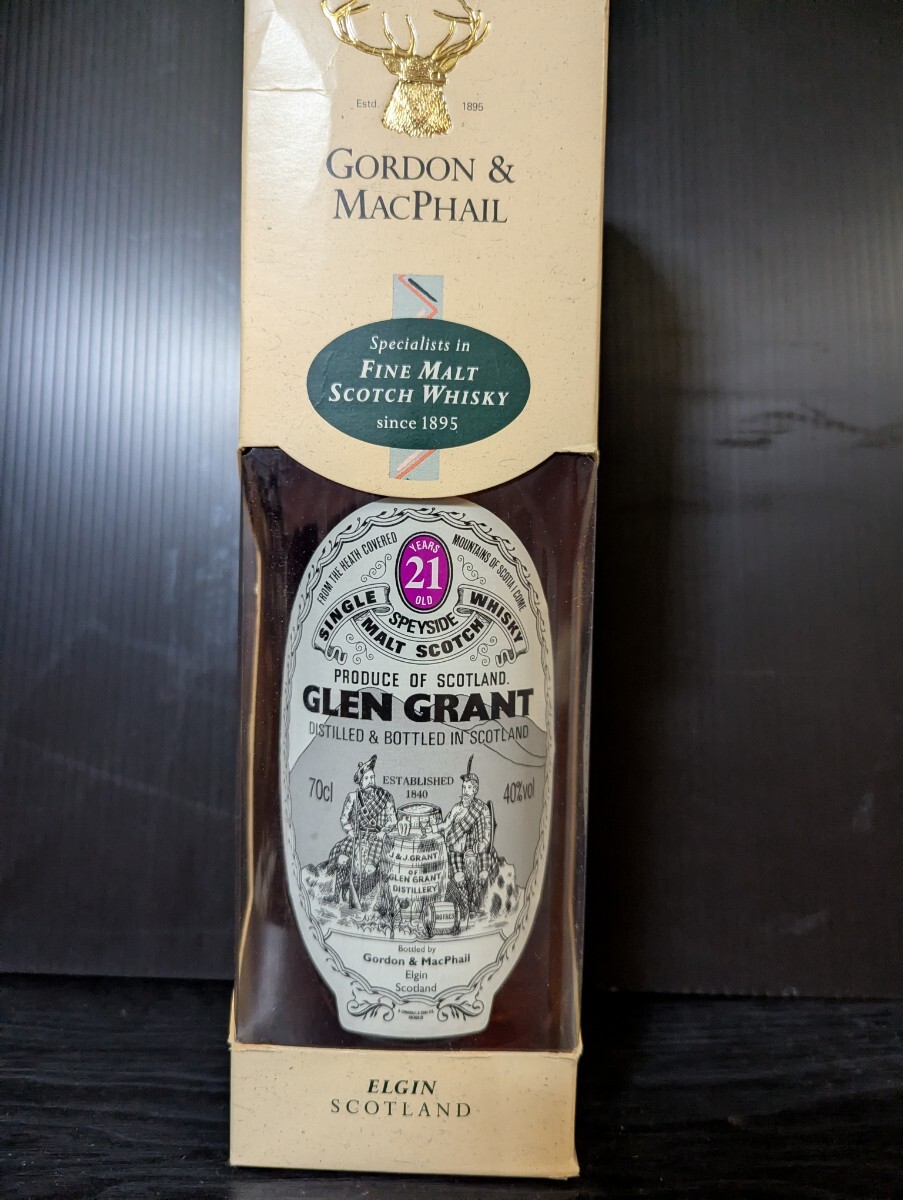 Estd. 1895
GORDON &
MACPHAIL
Specialists in
FINE MALT
SCOTCH WHISKY
since 1895
FROM THE HEATH COVERED MOUNTAINS OF SCOTIA I COME
YEARS
21
OLD
SINGLE SPEYSIDE WHISKY
MALT SCOTCH
PRODUCE OF SCOTLAND.
GLEN GRANT
DISTILLED & BOTTLED IN SCOTLAND
70cl
ESTABLISHED
1840
40%vol
J & J. GRANT
OF
GLEN GRANT
DISTILLERY
ROTHES
Bottled by
Gordon & MacPhail
Elgin
Scotland
ELGIN
SCOTLAND